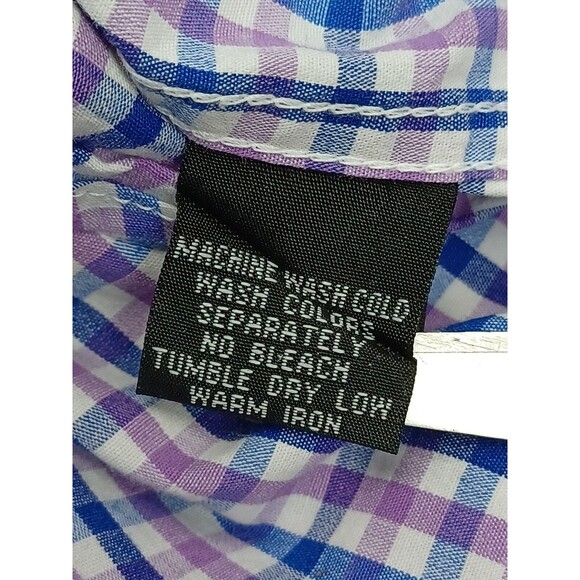 MACHINE WASH COLD
WASH COLORS
SEPARATELY
NO BLEACH
TUMBLE DRY LOW
WARM IRON